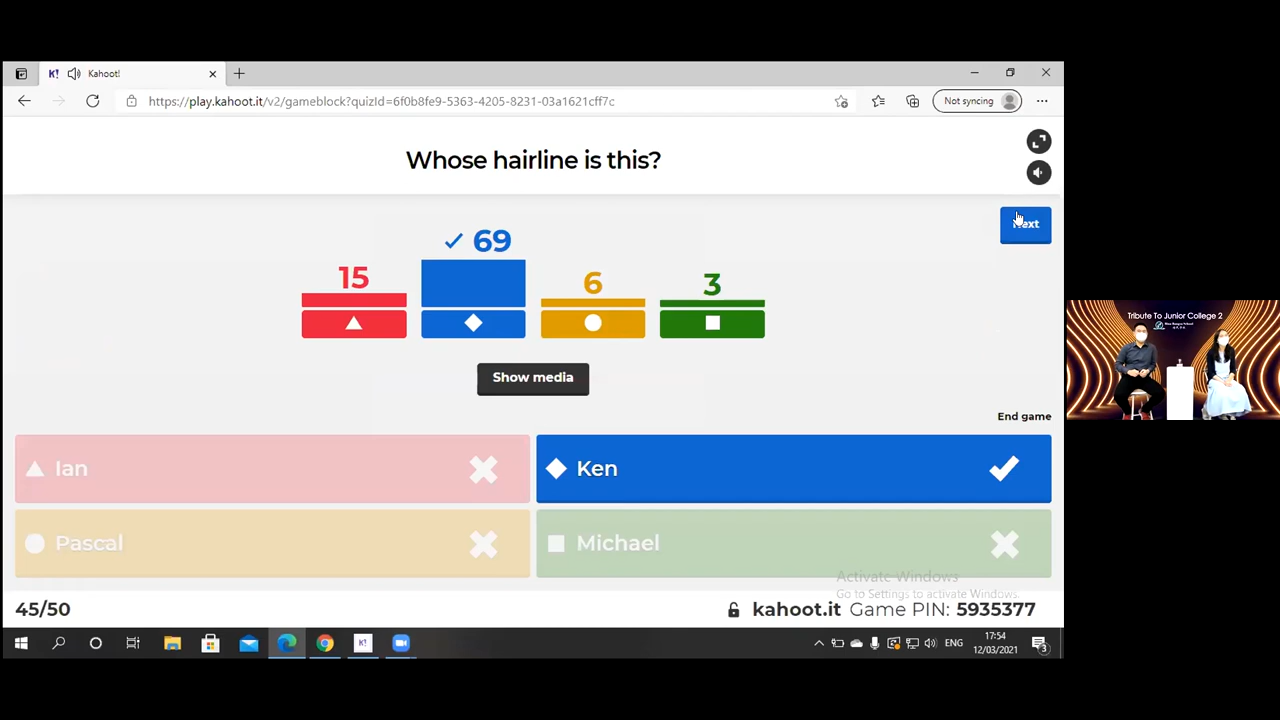 Kahoot!
https://play.kahoot.it/v2/gameblock?quizId=6f0b8fe9-5363-4205-8231-03a1621cff7c
Not syncing
Whose hairline is this?
Next
15
69
6
3
Show media
End game
Tribute To Junior College 2
Ian
Ken
Pascal
Michael
Activate Windows
Go to Settings to activate Windows.
45/50
kahoot.it Game PIN: 5935377
ENG
17:54
12/03/2021
3